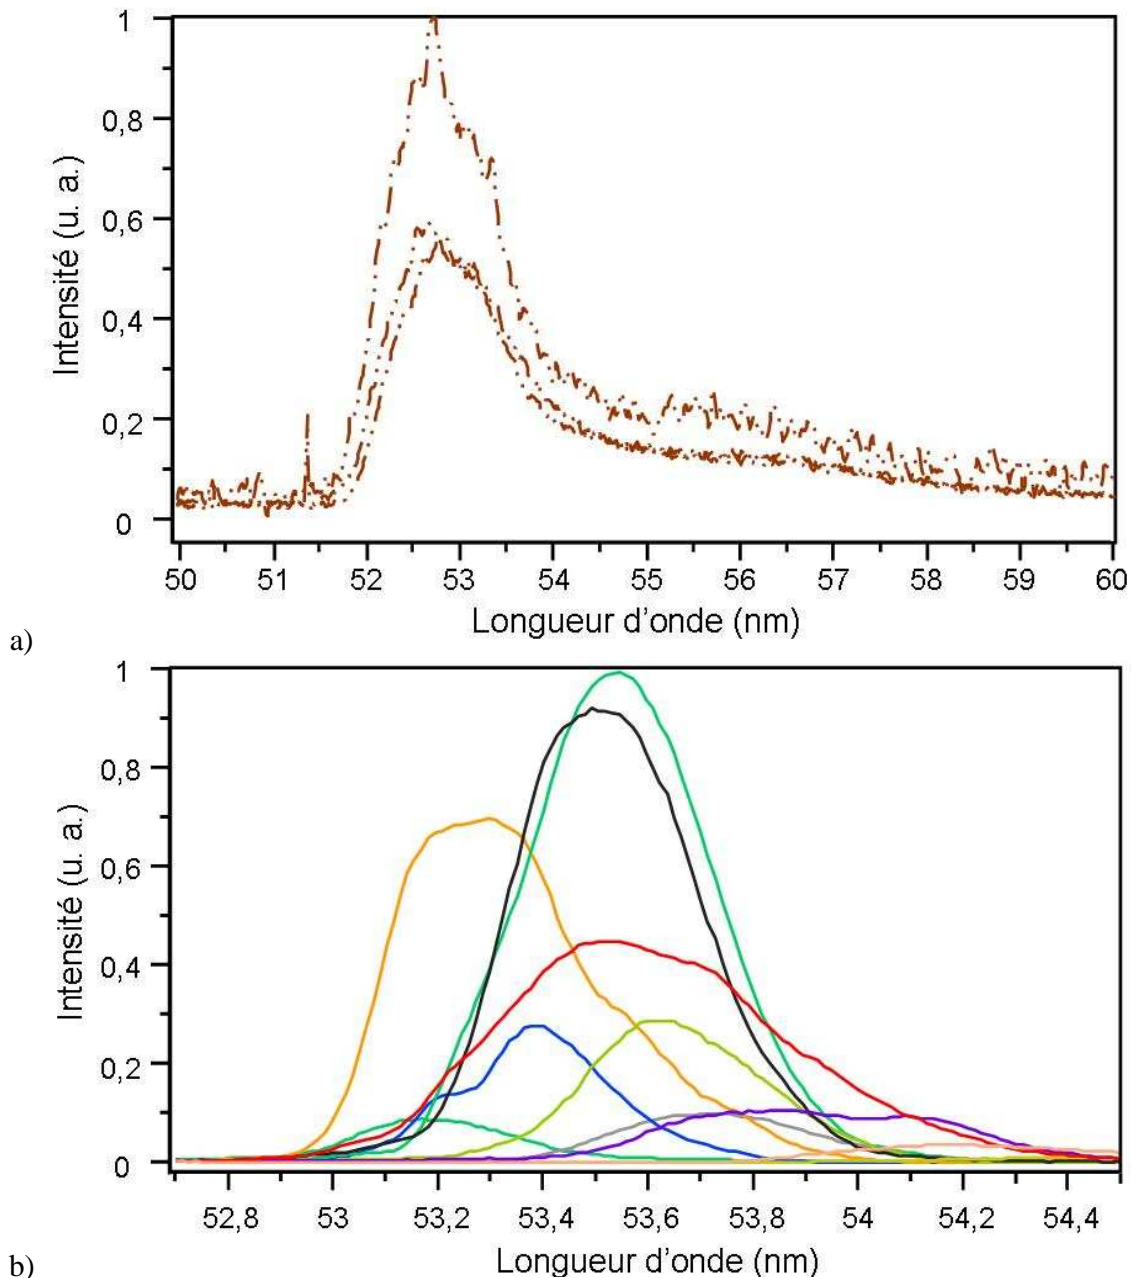 1
0,8
0,6
0,4
0,2
0
Intensité (u. a.)
50 51 52 53 54 55 56 57 58 59 60
Longueur d'onde (nm)
a)
1
0,8
0,6
0,4
0,2
0
Intensité (u. a.)
52,8 53 53,2 53,4 53,6 53,8 54 54,2 54,4
Longueur d'onde (nm)
b)